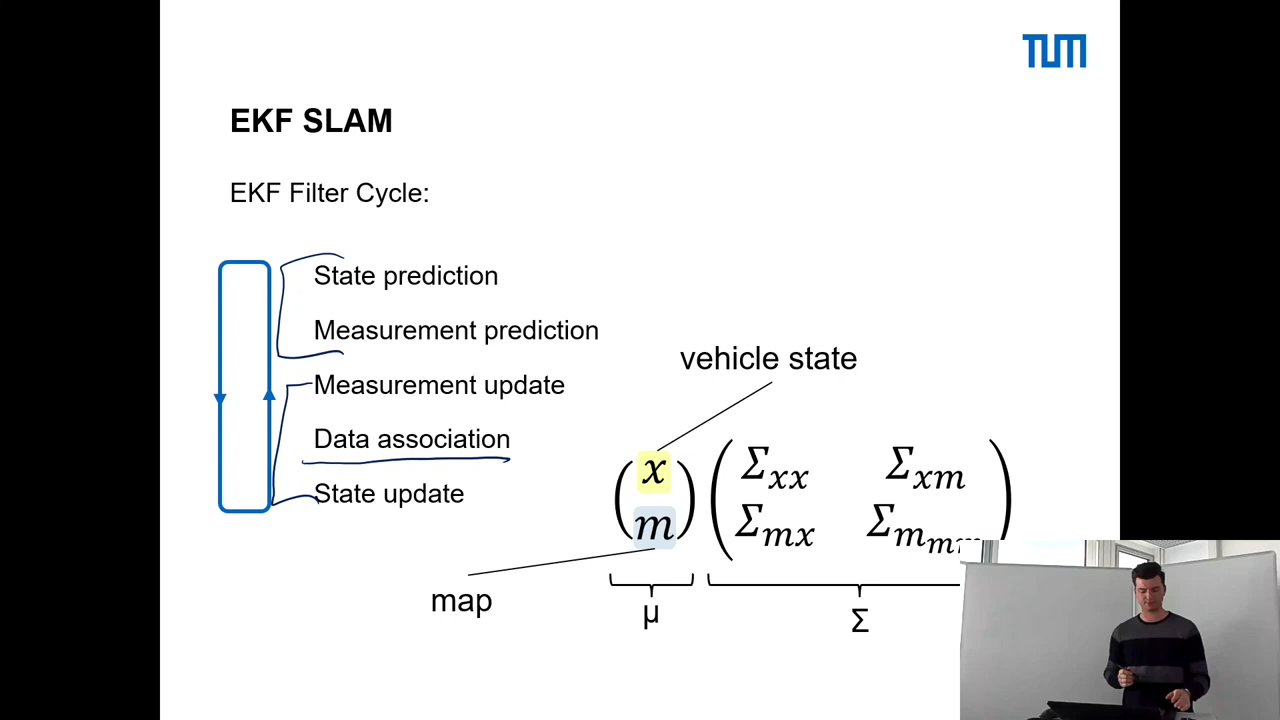 TUM
EKF SLAM
EKF Filter Cycle:
State prediction
Measurement prediction
Measurement update
Data association
State update
vehicle state
x
m
Σxx Σxm
Σmx Σmmm
map
μ
Σ